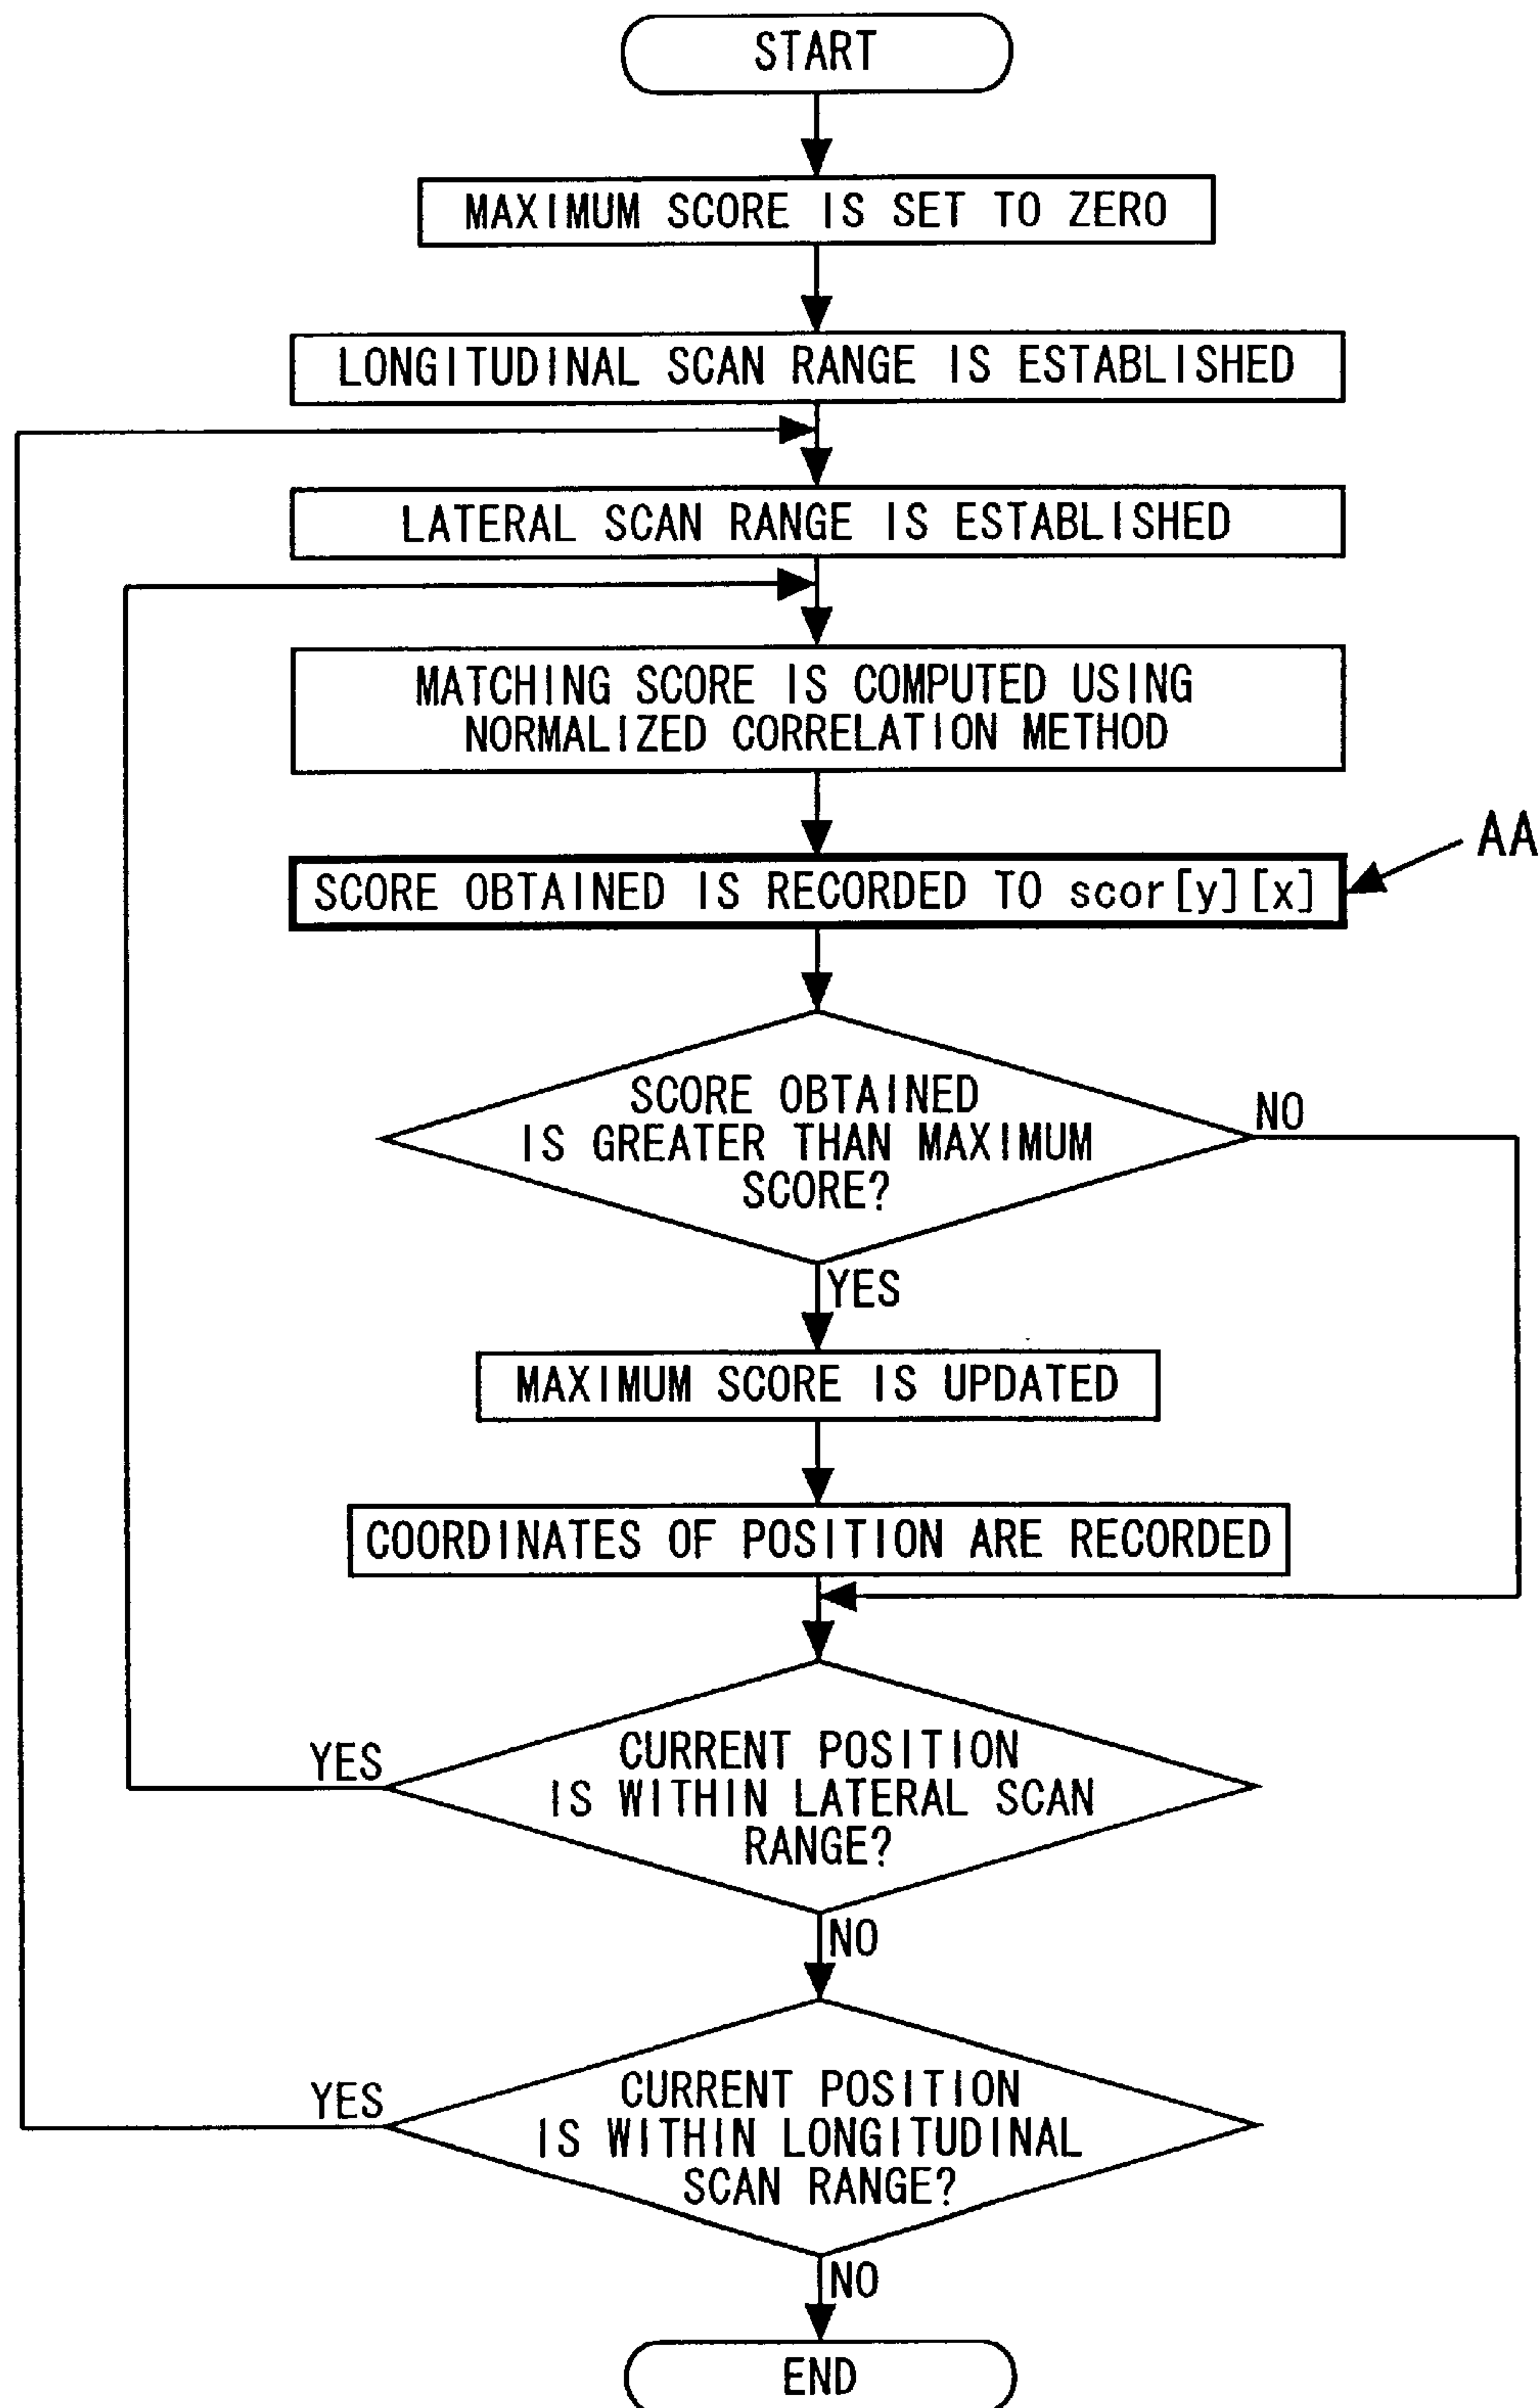 START
MAXIMUM SCORE IS SET TO ZERO
LONGITUDINAL SCAN RANGE IS ESTABLISHED
LATERAL SCAN RANGE IS ESTABLISHED
MATCHING SCORE IS COMPUTED USING
NORMALIZED CORRELATION METHOD
AA
SCORE OBTAINED IS RECORDED TO scor[y][x]
SCORE OBTAINED
IS GREATER THAN MAXIMUM
SCORE?
NO
YES
MAXIMUM SCORE IS UPDATED
COORDINATES OF POSITION ARE RECORDED
CURRENT POSITION
IS WITHIN LATERAL SCAN
RANGE?
YES
NO
CURRENT POSITION
IS WITHIN LONGITUDINAL
SCAN RANGE?
YES
NO
END